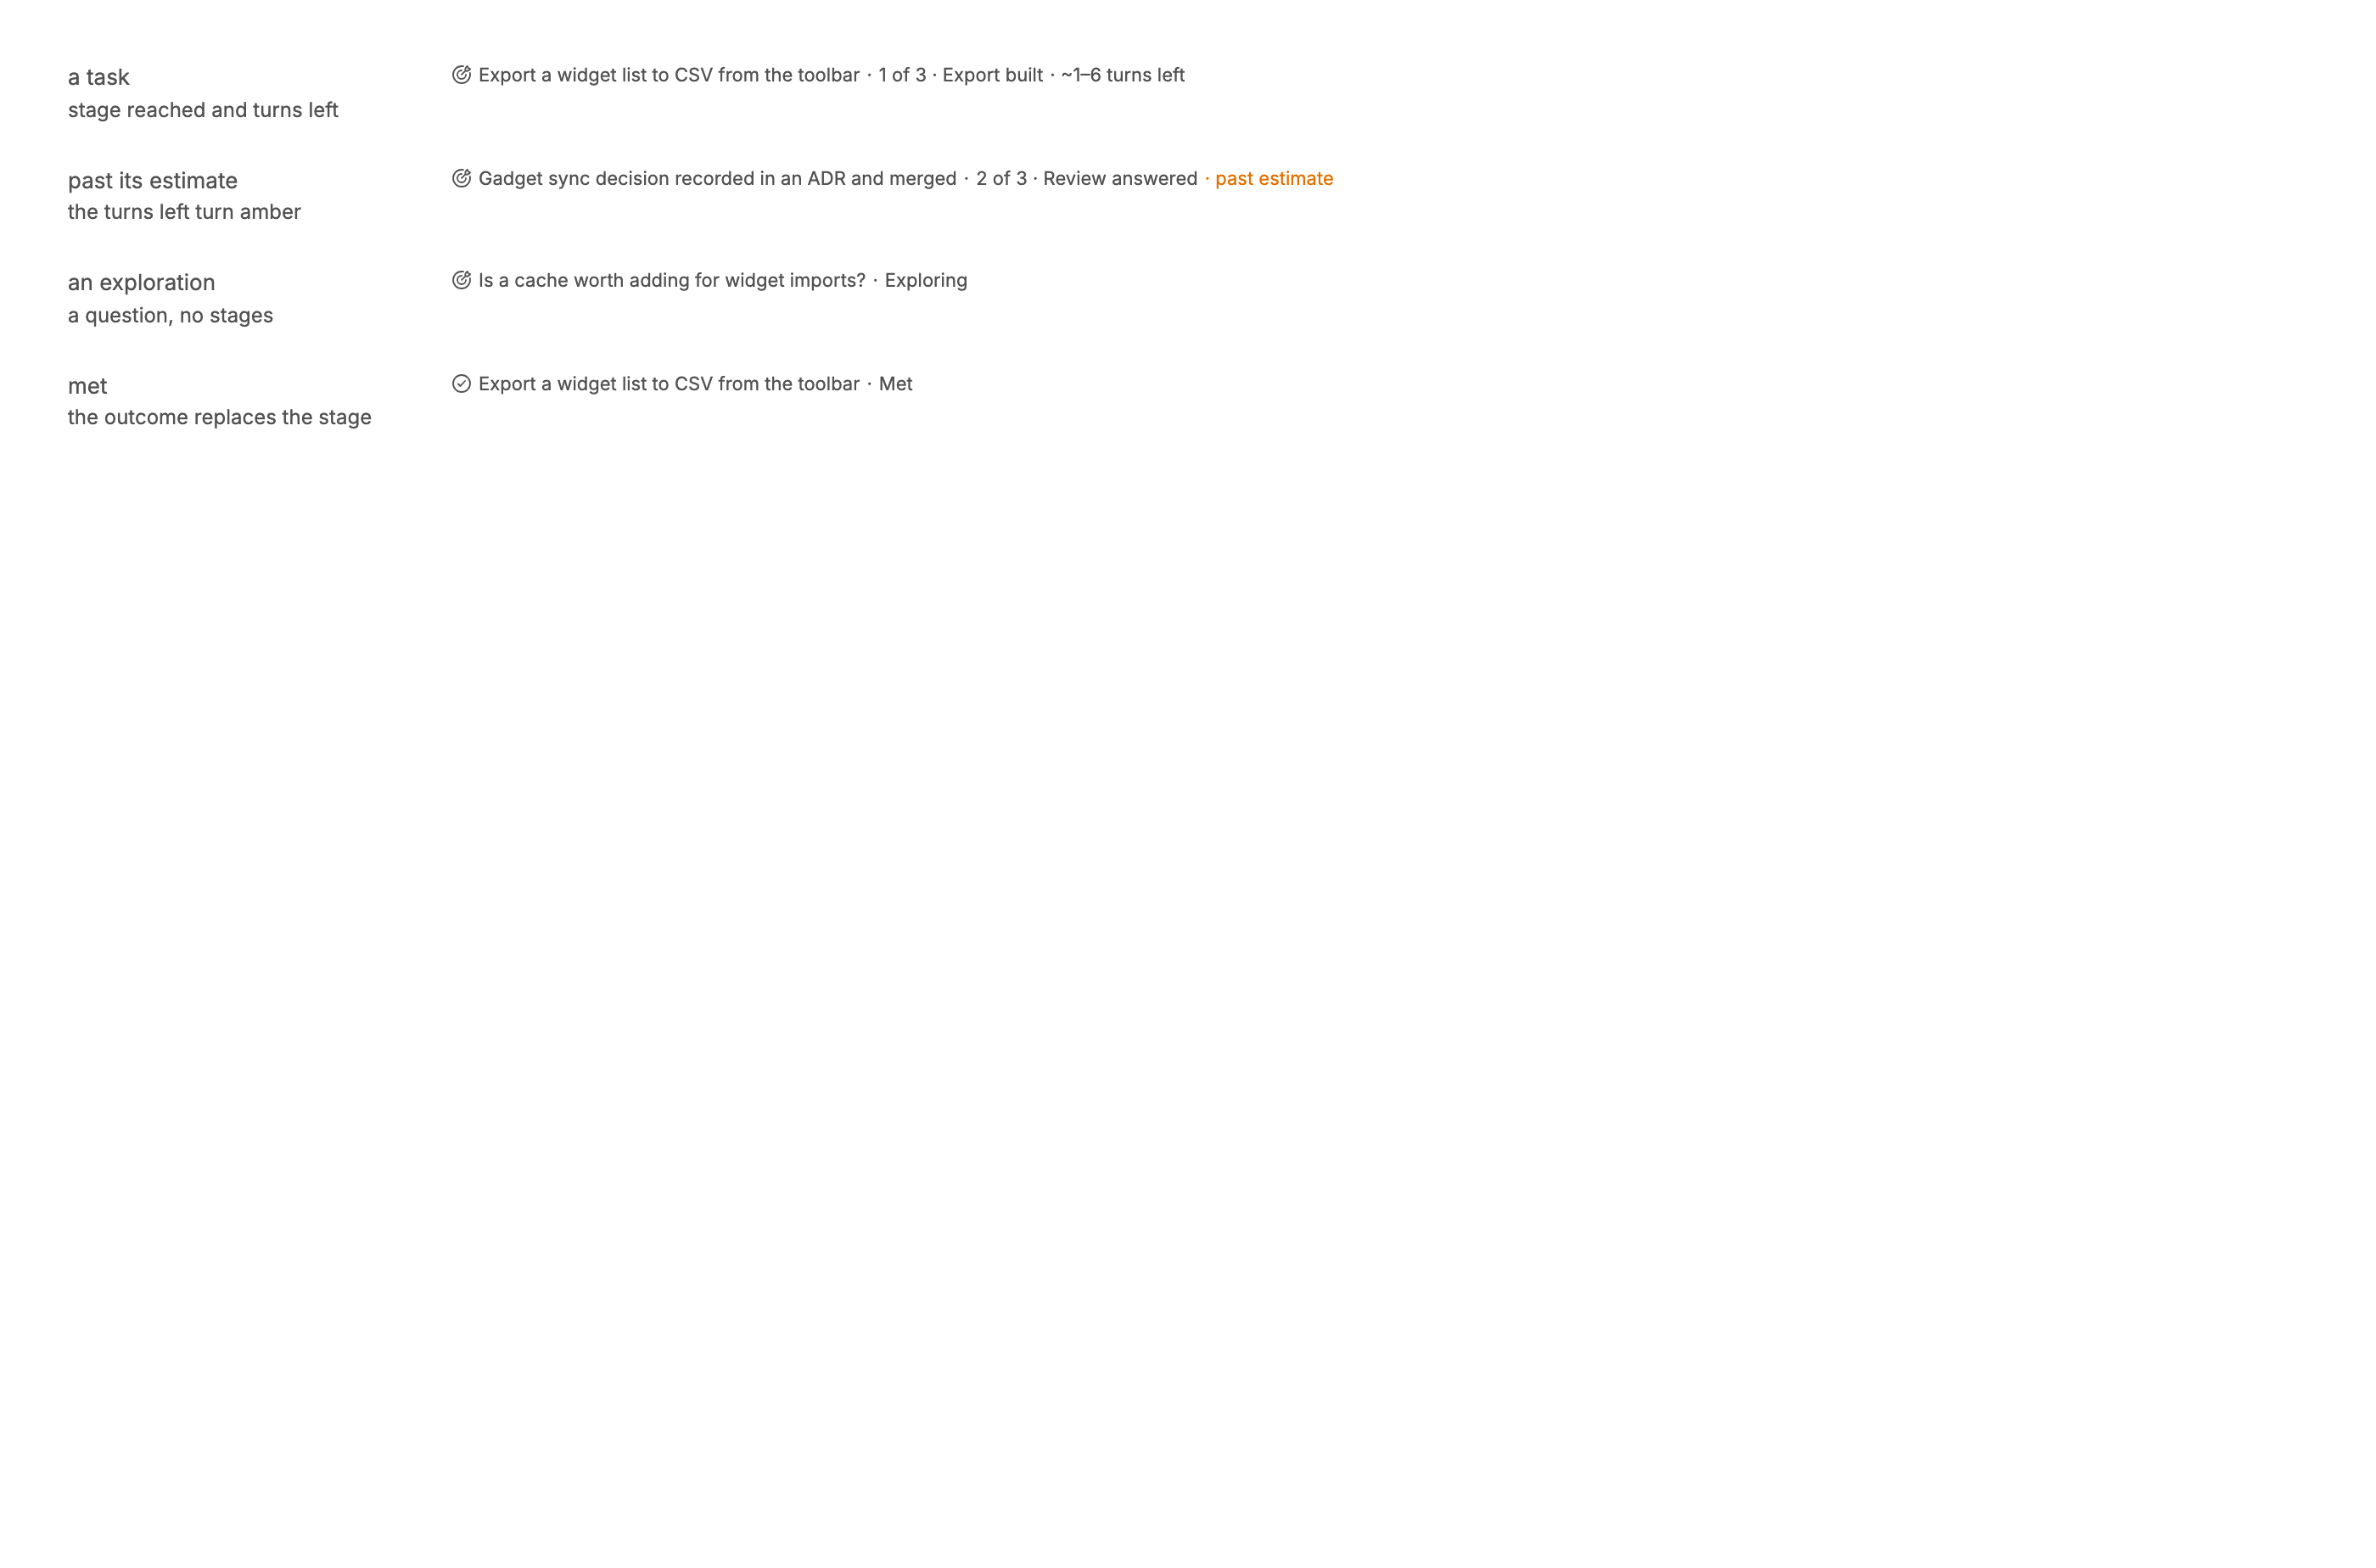 a task
Export a widget list to CSV from the toolbar · 1 of 3 · Export built · ~1–6 turns left
stage reached and turns left
past its estimate
Gadget sync decision recorded in an ADR and merged · 2 of 3 · Review answered · past estimate
the turns left turn amber
an exploration
Is a cache worth adding for widget imports? · Exploring
a question, no stages
met
Export a widget list to CSV from the toolbar · Met
the outcome replaces the stage